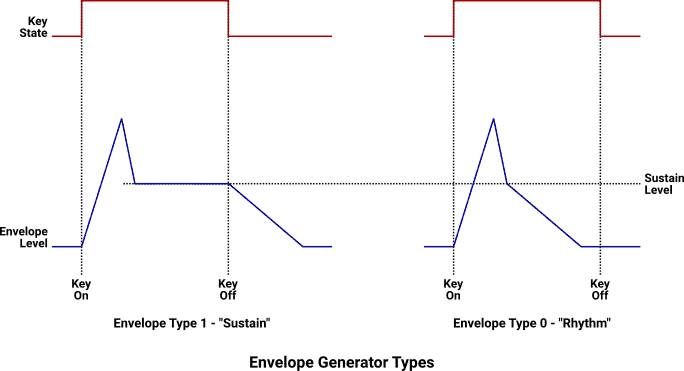 Key
State
Sustain
Level
Envelope
Level
Key
On
Key
Off
Key
On
Key
Off
Envelope Type 1 - "Sustain"
Envelope Type 0 - "Rhythm"
Envelope Generator Types